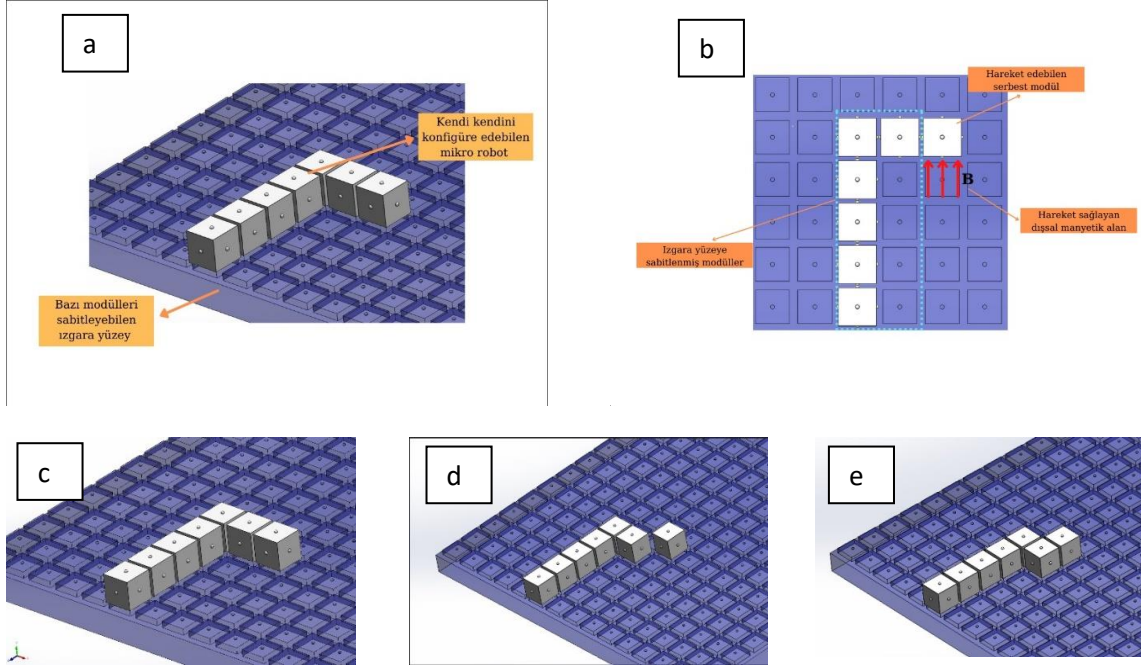 a
Kendi kendini
konfigüre edebilen
mikro robot
Bazı modülleri
sabitleyebilen
ızgara yüzey
b
Hareket edebilen
serbest modül
B
Hareket sağlayan
dışsal manyetik alan
Izgara yüzeye
sabitlenmiş modüller
c
d
e